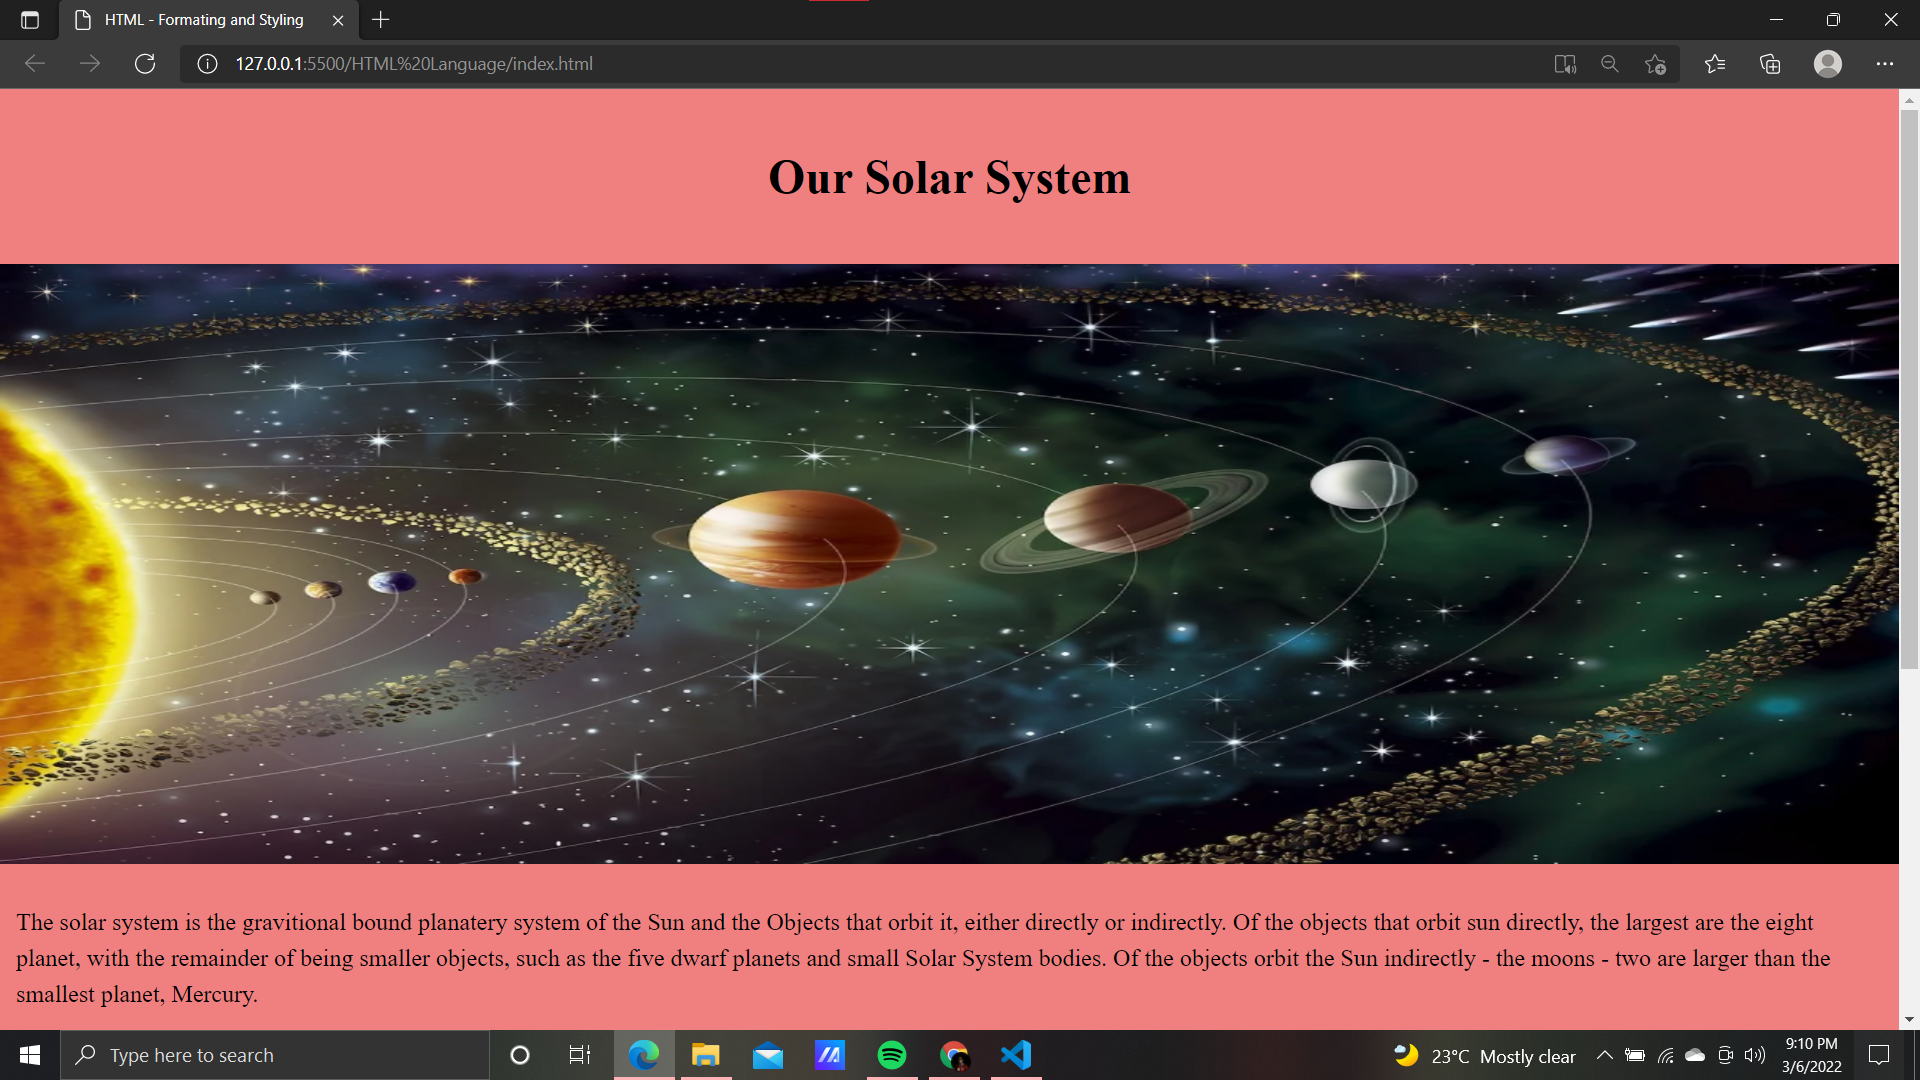 HTML - Formating and Styling
127.0.0.1:5500/HTML%20Language/index.html
Our Solar System
The solar system is the gravitional bound planatery system of the Sun and the Objects that orbit it, either directly or indirectly. Of the objects that orbit sun directly, the largest are the eight
planet, with the remainder of being smaller objects, such as the five dwarf planets and small Solar System bodies. Of the objects orbit the Sun indirectly - the moons - two are larger than the
smallest planet, Mercury.
Type here to search
23°C Mostly clear
9:10 PM
3/6/2022